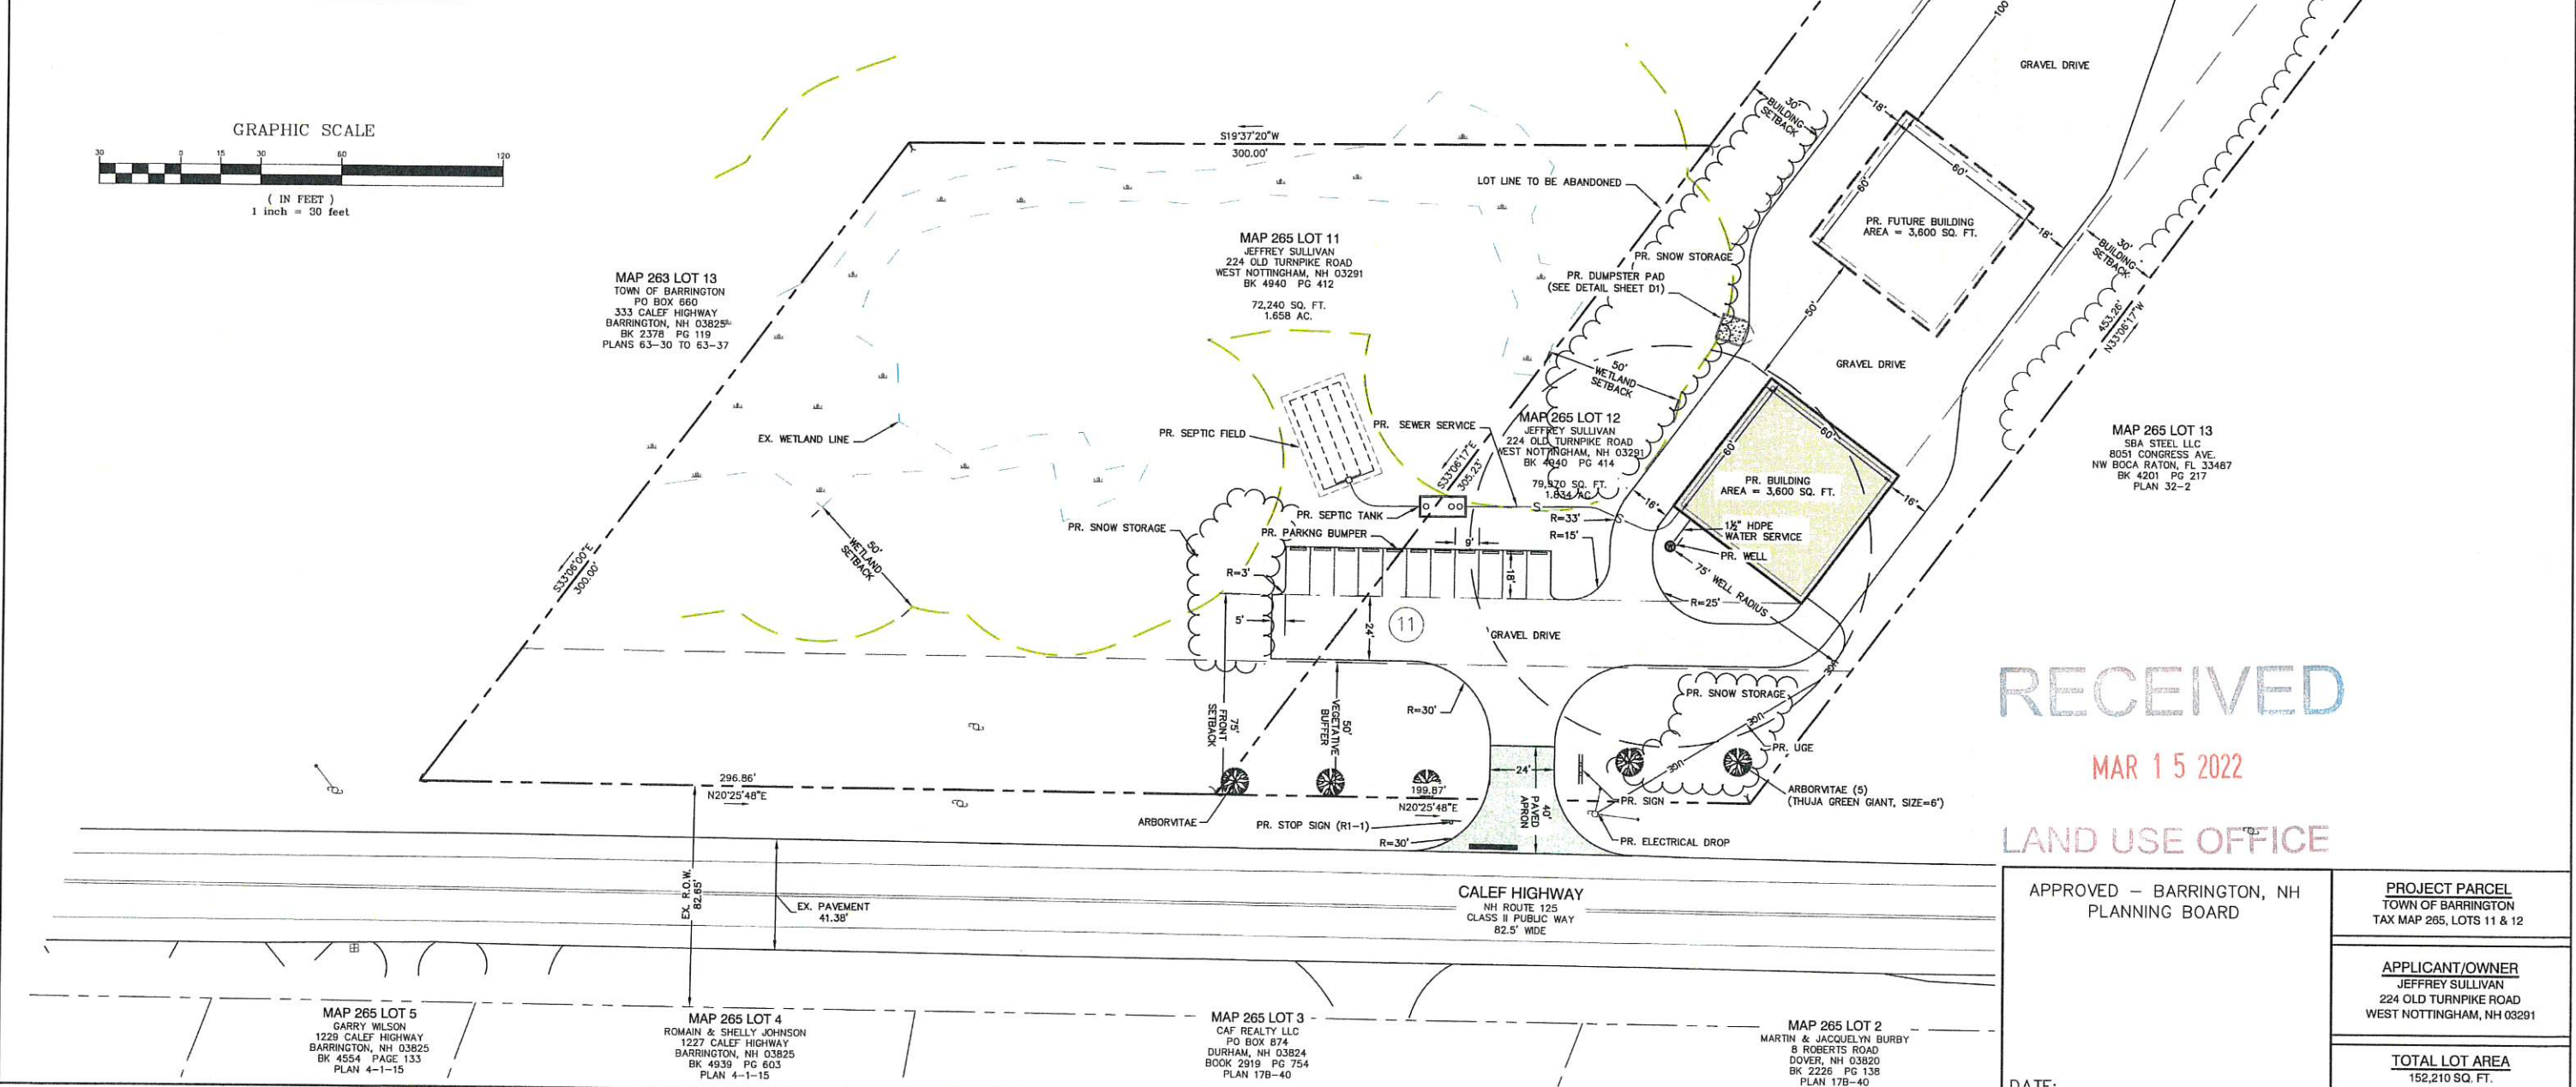 GRAPHIC SCALE
30 0 15 30 60 120
( IN FEET )
1 inch = 30 feet
MAP 263 LOT 13
TOWN OF BARRINGTON
PO BOX 660
333 CALEF HIGHWAY
BARRINGTON, NH 03825
BK 2378 PG 119
PLANS 63-30 TO 63-37
S19°37'20"W
300.00'
MAP 265 LOT 11
JEFFREY SULLIVAN
224 OLD TURNPIKE ROAD
WEST NOTTINGHAM, NH 03291
BK 4940 PG 412
72,240 SQ. FT.
1.658 AC.
LOT LINE TO BE ABANDONED
30'
BUILDING
SETBACK
100
GRAVEL DRIVE
18'
60'
60'
PR. FUTURE BUILDING
AREA = 3,600 SQ. FT.
18'
30'
BUILDING
SETBACK
453.26'
N33°06'17"W
PR. SNOW STORAGE
PR. DUMPSTER PAD
(SEE DETAIL SHEET D1)
50'
GRAVEL DRIVE
50'
WETLAND
SETBACK
MAP 265 LOT 12
JEFFREY SULLIVAN
224 OLD TURNPIKE ROAD
WEST NOTTINGHAM, NH 03291
BK 4940 PG 414
79,970 SQ. FT.
1.834 AC.
MAP 265 LOT 13
SBA STEEL LLC
8051 CONGRESS AVE.
NW BOCA RATON, FL 33487
BK 4201 PG 217
PLAN 32-2
EX. WETLAND LINE
PR. SEPTIC FIELD
PR. SEWER SERVICE
S33°06'17"E
305.23'
60'
60'
PR. BUILDING
AREA = 3,600 SQ. FT.
16'
16'
PR. SEPTIC TANK
S
S
R=33'
R=15'
1½" HDPE
WATER SERVICE
PR. WELL
75' WELL RADIUS
R=25'
PR. SNOW STORAGE
PR. PARKNG BUMPER
9'
18'
R=3'
50'
WETLAND
SETBACK
S33°06'00"E
300.00'
5'
24'
11
GRAVEL DRIVE
75'
FRONT
SETBACK
50'
VEGETATIVE
BUFFER
R=30'
PR. SNOW STORAGE
UGE
UGE
UGE
PR. UGE
24'
40'
PAVED
APRON
296.86'
N20°25'48"E
199.87'
N20°25'48"E
PR. SIGN
ARBORVITAE (5)
(THUJA GREEN GIANT, SIZE=6')
ARBORVITAE
PR. STOP SIGN (R1-1)
R=30'
PR. ELECTRICAL DROP
RECEIVED
MAR 15 2022
LAND USE OFFICE
EX. R.O.W.
82.65'
EX. PAVEMENT
41.38'
CALEF HIGHWAY
NH ROUTE 125
CLASS II PUBLIC WAY
82.5' WIDE
MAP 265 LOT 5
GARRY WILSON
1229 CALEF HIGHWAY
BARRINGTON, NH 03825
BK 4554 PAGE 133
PLAN 4-1-15
MAP 265 LOT 4
ROMAIN & SHELLY JOHNSON
1227 CALEF HIGHWAY
BARRINGTON, NH 03825
BK 4939 PG 603
PLAN 4-1-15
MAP 265 LOT 3
CAF REALTY LLC
PO BOX 874
DURHAM, NH 03824
BOOK 2919 PG 754
PLAN 17B-40
MAP 265 LOT 2
MARTIN & JACQUELYN BURBY
8 ROBERTS ROAD
DOVER, NH 03820
BK 2226 PG 138
PLAN 17B-40
APPROVED – BARRINGTON, NH
PLANNING BOARD
DATE:
PROJECT PARCEL
TOWN OF BARRINGTON
TAX MAP 265, LOTS 11 & 12
APPLICANT/OWNER
JEFFREY SULLIVAN
224 OLD TURNPIKE ROAD
WEST NOTTINGHAM, NH 03291
TOTAL LOT AREA
152,210 SQ. FT.